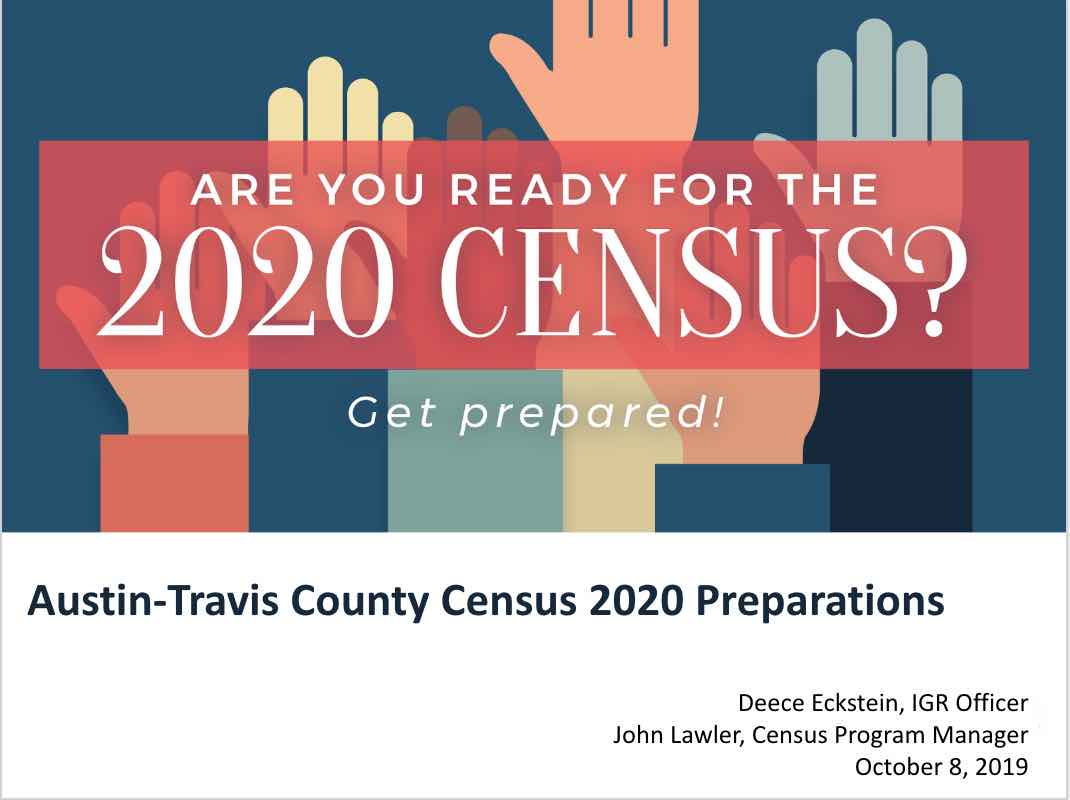 ARE YOU READY FOR THE
2020 CENSUS?
Get prepared!
Austin-Travis County Census 2020 Preparations
Deece Eckstein, IGR Officer
John Lawler, Census Program Manager
October 8, 2019